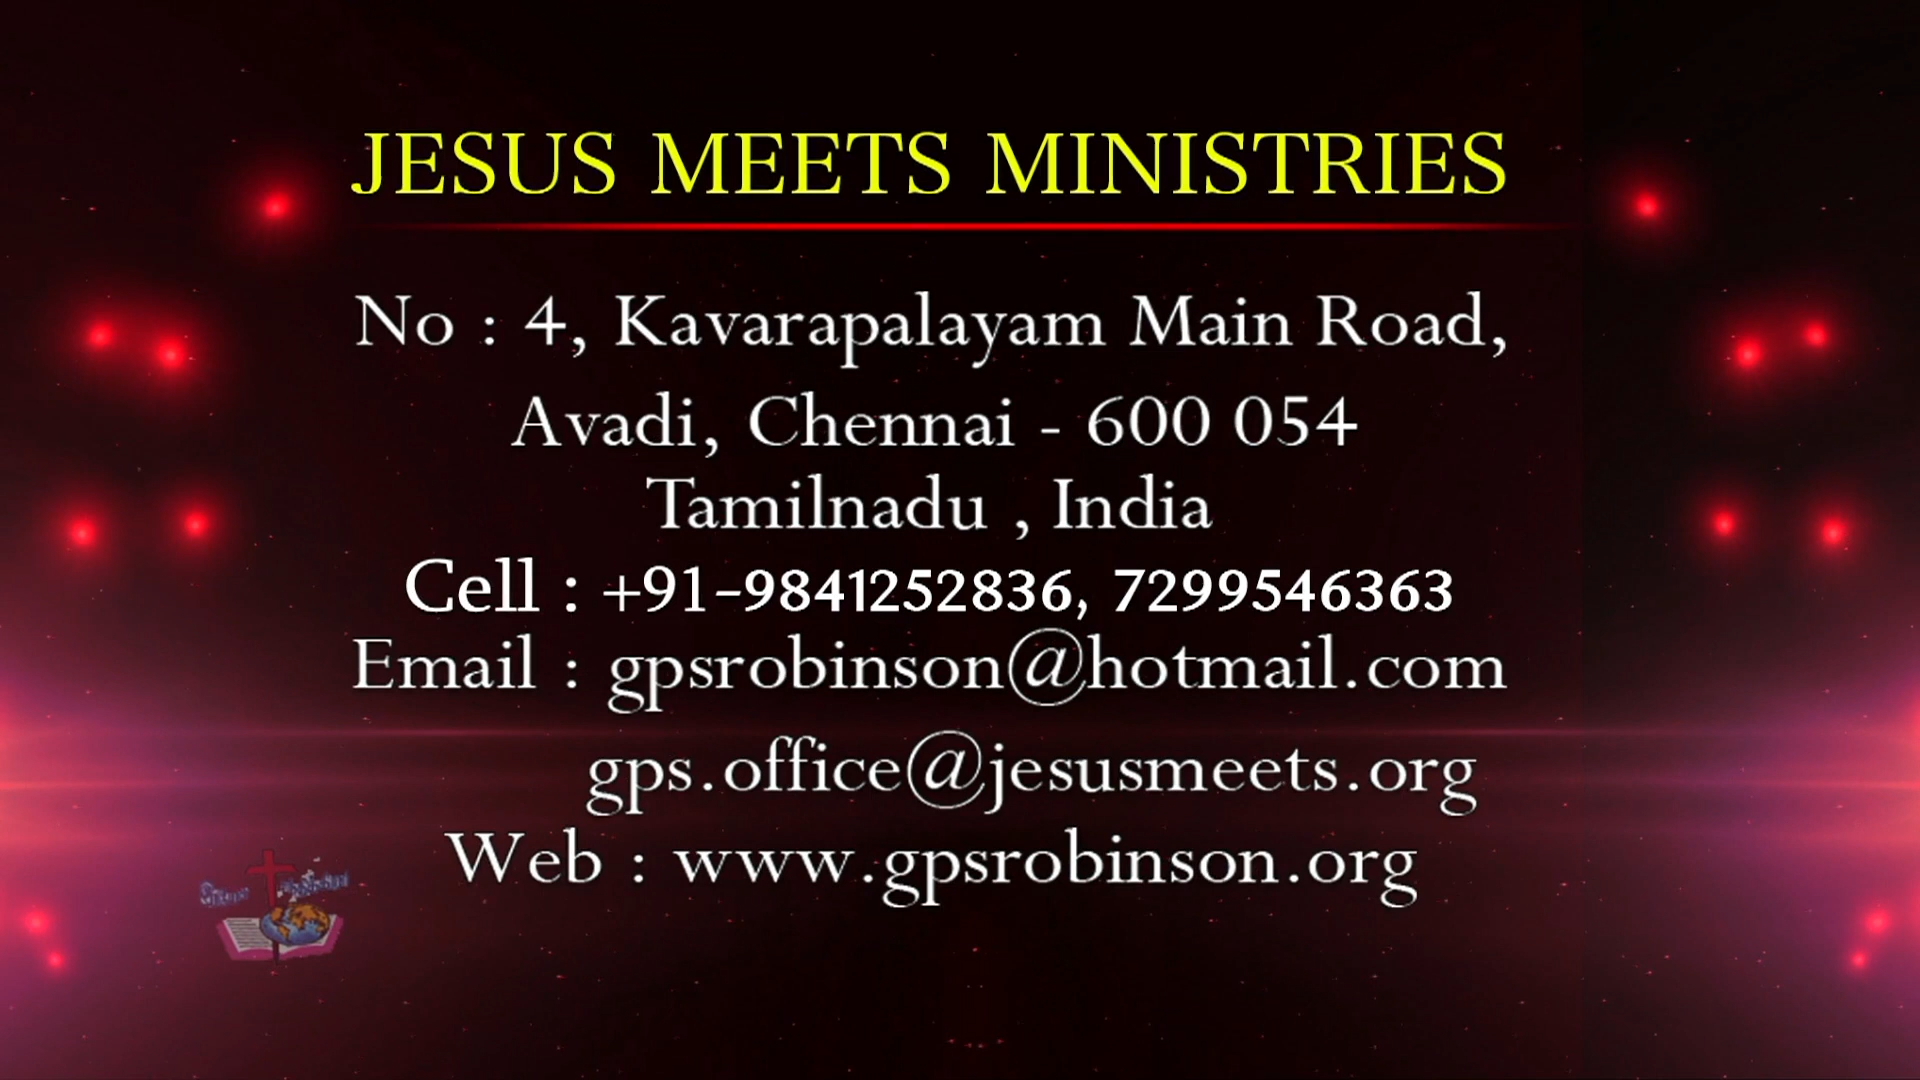 JESUS MEETS MINISTRIES
No : 4, Kavarapalayam Main Road,
Avadi, Chennai - 600 054
Tamilnadu , India
Cell : +91-9841252836, 7299546363
Email : gpsrobinson@hotmail.com
gps.office@jesusmeets.org
Web : www.gpsrobinson.org